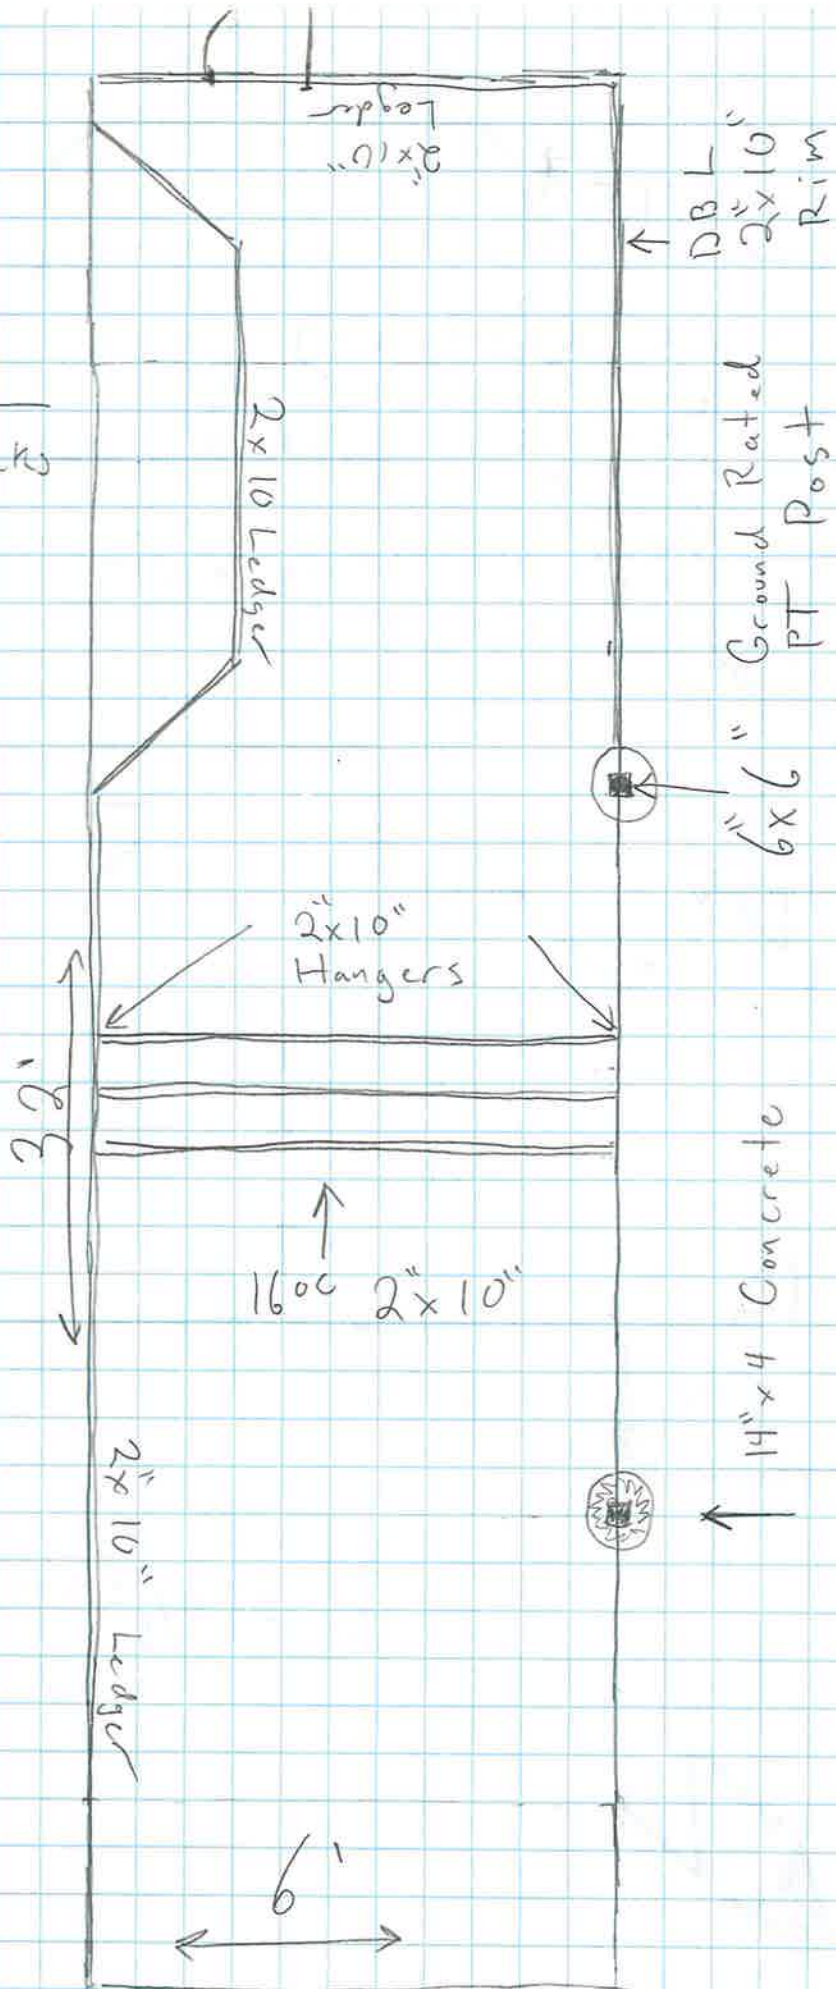 2"x10"
Legder
DBL
2"x10"
Rim
2x10 Ledger
Ground Rated
PT Post
6"x6"
2"x10"
Hangers
32'
16oc 2"x10"
14"x4 Concrete
2"x10" Ledger
6'